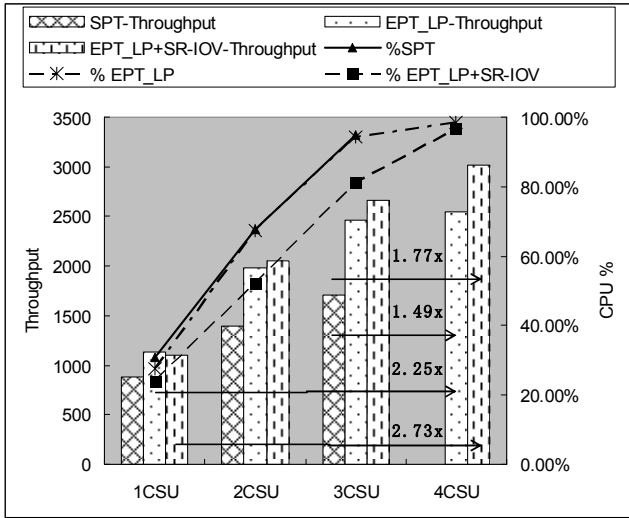 SPT-Throughput EPT_LP-Throughput
EPT_LP+SR-IOV-Throughput %SPT
% EPT_LP % EPT_LP+SR-IOV
3500 100.00%
3000
80.00%
2500
60.00%
2000
1.77x
1500
40.00%
1.49x
1000
20.00%
2.25x
500
2.73x
0 0.00%
Throughput
CPU %
1CSU 2CSU 3CSU 4CSU